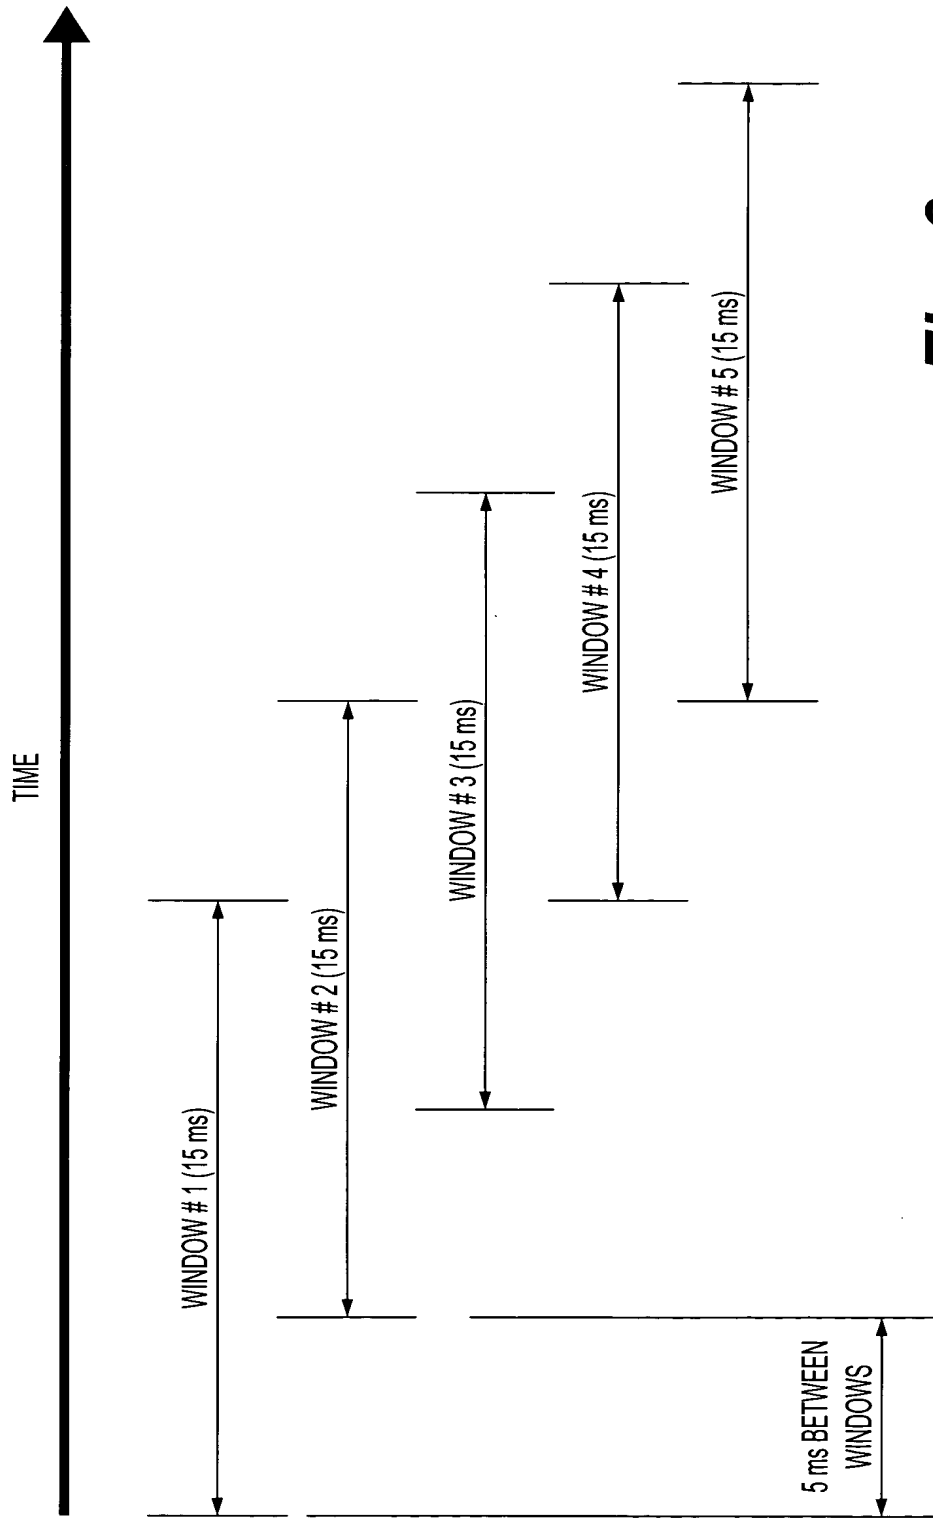 TIME
WINDOW # 1 (15 ms)
WINDOW # 2 (15 ms)
WINDOW # 3 (15 ms)
WINDOW # 4 (15 ms)
WINDOW # 5 (15 ms)
5 ms BETWEEN
WINDOWS